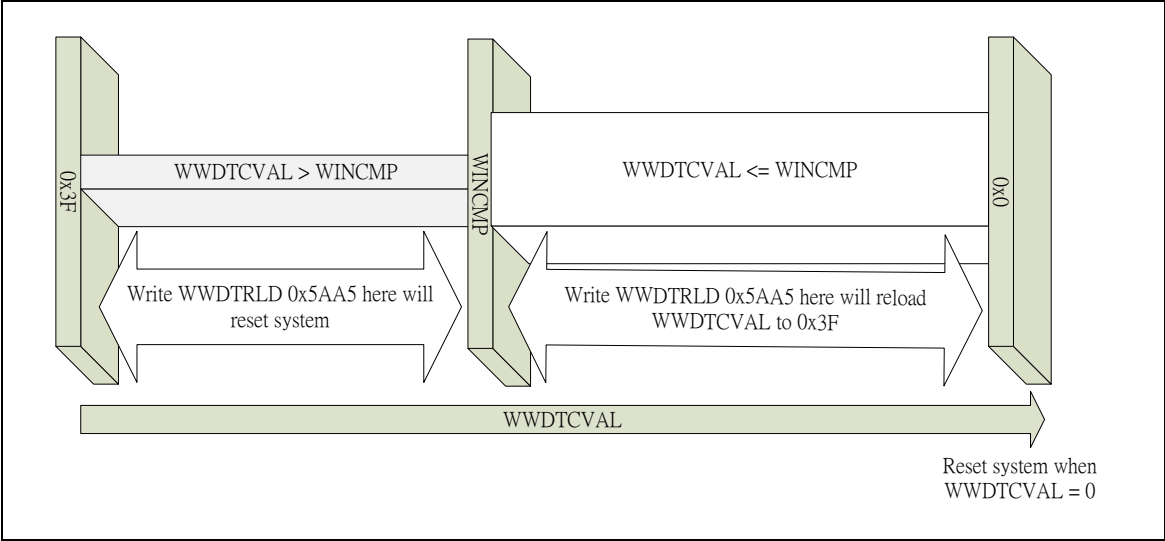 0x3F
WWDTCVAL > WINCMP
WINCMP
WWDTCVAL <= WINCMP
0x0
Write WWDTRLD 0x5AA5 here will
reset system
Write WWDTRLD 0x5AA5 here will reload
WWDTCVAL to 0x3F
WWDTCVAL
Reset system when
WWDTCVAL = 0